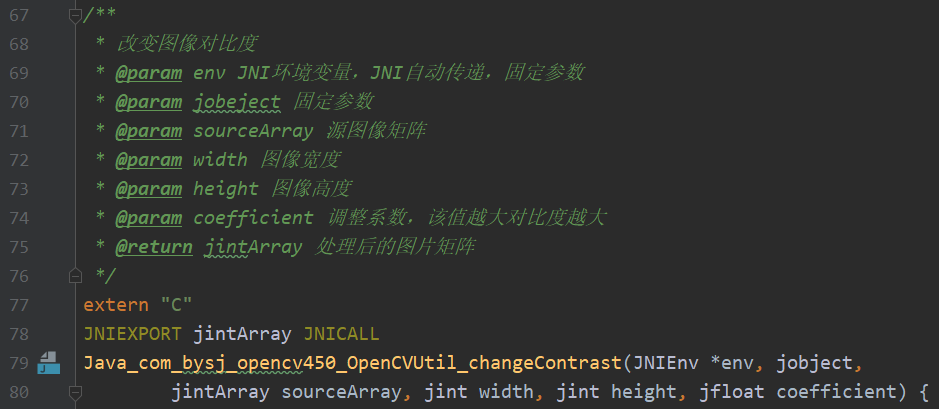 67 /**
68 * 改变图像对比度
69 * @param env JNI环境变量，JNI自动传递，固定参数
70 * @param jobeject 固定参数
71 * @param sourceArray 源图像矩阵
72 * @param width 图像宽度
73 * @param height 图像高度
74 * @param coefficient 调整系数，该值越大对比度越大
75 * @return jintArray 处理后的图片矩阵
76 */
77 extern "C"
78 JNIEXPORT jintArray JNICALL
79 Java_com_bysj_opencv450_OpenCVUtil_changeContrast(JNIEnv *env, jobject,
80 jintArray sourceArray, jint width, jint height, jfloat coefficient) {